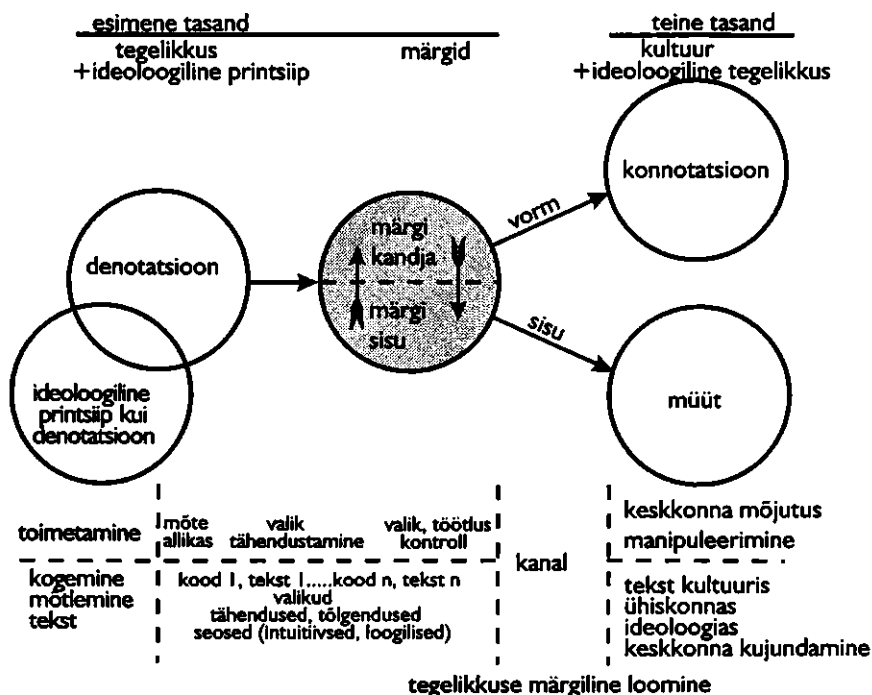 esimene tasand
tegelikkus
+ideoloogiline printsiip
märgid
teine tasand
kultuur
+ideoloogiline tegelikkus
denotatsioon
ideoloogiline
printsiip kui
denotatsioon
märgi
kandja
märgi
sisu
vorm
sisu
konnotatsioon
müüt
toimetamine
mõte
allikas
valik
tähendustamine
valik, töötlus
kontroll
kanal
keskkonna mõjutus
manipuleerimine
kogemine
mõtlemine
tekst
kood 1, tekst 1.....kood n, tekst n
valikud
tähendused, tõlgendused
seosed (intuitiivsed, loogilised)
tekst kultuuris
ühiskonnas
ideoloogias
keskkonna kujundamine
tegelikkuse märgiline loomine